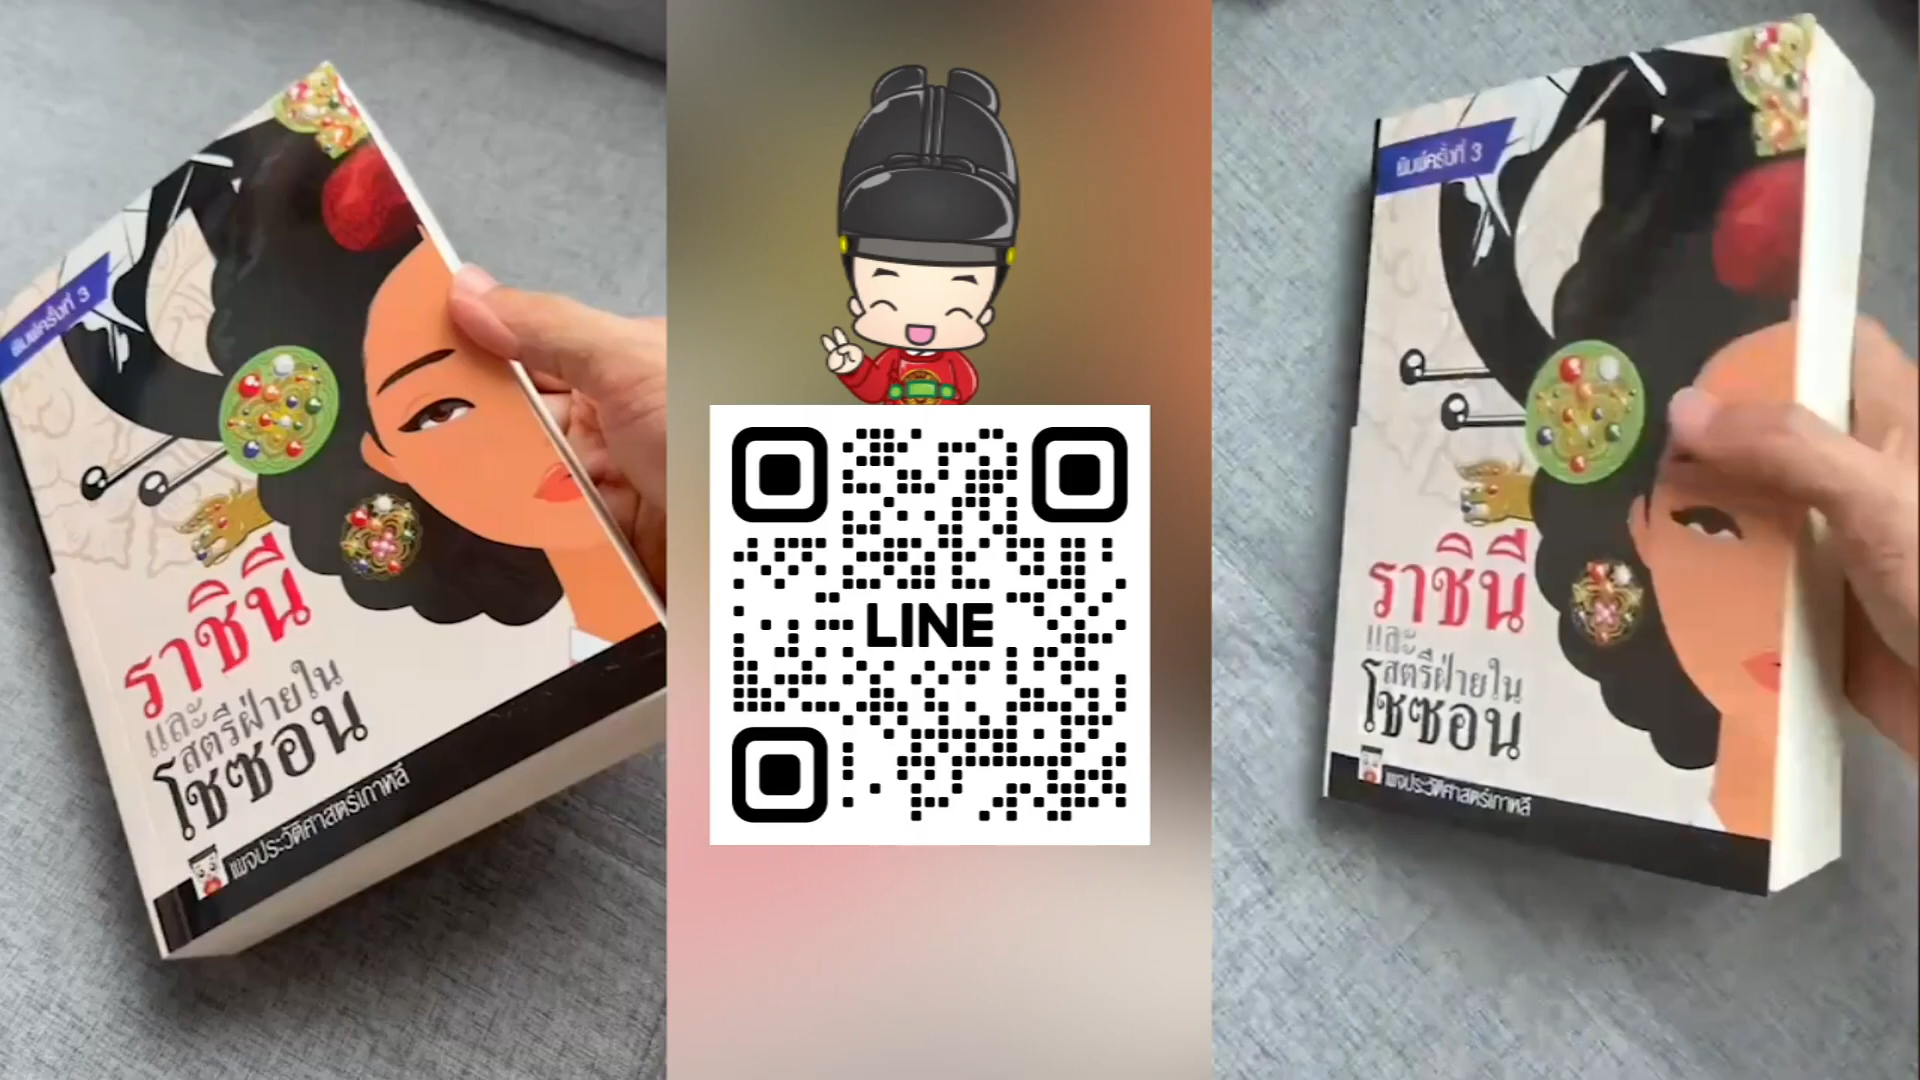 พิมพ์ครั้งที่ 3
ราชินี
และ
สตรีฝ่ายใน
โชซอน
เพจประวัติศาสตร์เกาหลี
LINE
พิมพ์ครั้งที่ 3
ราชินี
และ
สตรีฝ่ายใน
โชซอน
เพจประวัติศาสตร์เกาหลี